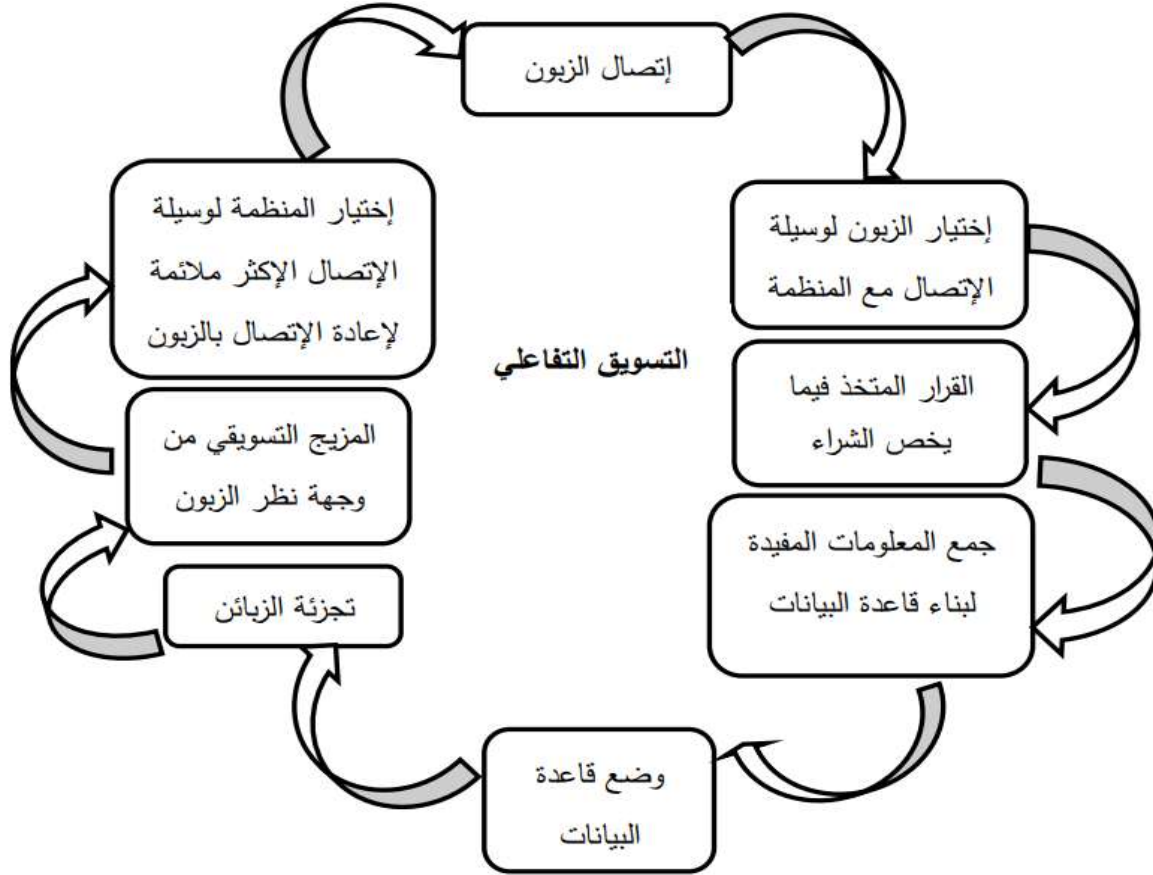 إتصال الزبون
إختيار الزبون لوسيلة
الإتصال مع المنظمة
القرار المتخذ فيما
يخص الشراء
جمع المعلومات المفيدة
لبناء قاعدة البيانات
وضع قاعدة
البيانات
تجزئة الزبائن
المزيج التسويقي من
وجهة نظر الزبون
إختيار المنظمة لوسيلة
الإتصال الإكثر ملائمة
لإعادة الإتصال بالزبون
التسويق التفاعلي